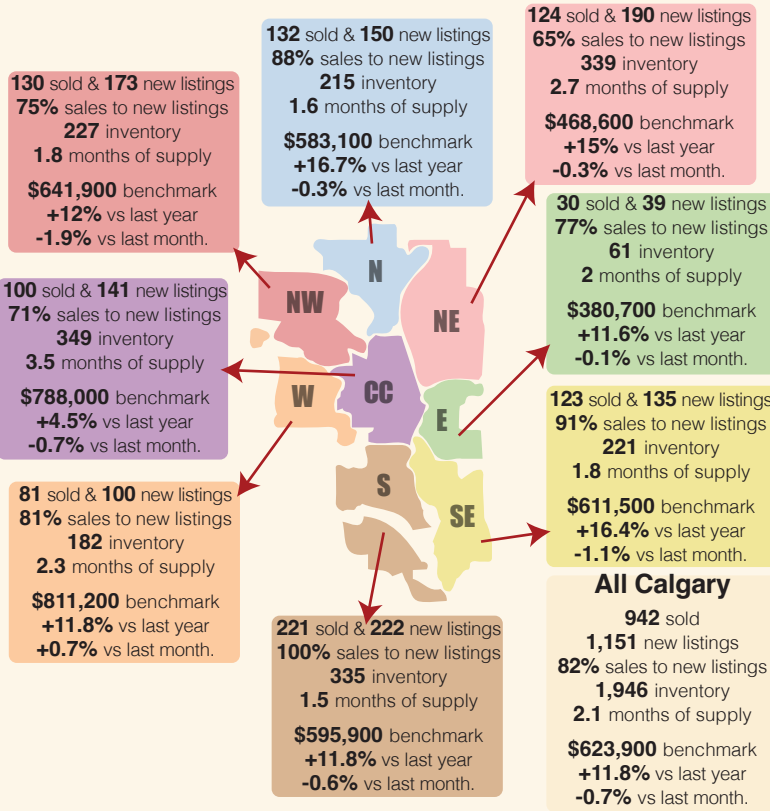 130 sold & 173 new listings
75% sales to new listings
227 inventory
1.8 months of supply
$641,900 benchmark
+12% vs last year
-1.9% vs last month.
132 sold & 150 new listings
88% sales to new listings
215 inventory
1.6 months of supply
$583,100 benchmark
+16.7% vs last year
-0.3% vs last month.
124 sold & 190 new listings
65% sales to new listings
339 inventory
2.7 months of supply
$468,600 benchmark
+15% vs last year
-0.3% vs last month.
30 sold & 39 new listings
77% sales to new listings
61 inventory
2 months of supply
$380,700 benchmark
+11.6% vs last year
-0.1% vs last month.
100 sold & 141 new listings
71% sales to new listings
349 inventory
3.5 months of supply
$788,000 benchmark
+4.5% vs last year
-0.7% vs last month.
N
NW
NE
W
CC
E
S
SE
123 sold & 135 new listings
91% sales to new listings
221 inventory
1.8 months of supply
$611,500 benchmark
+16.4% vs last year
-1.1% vs last month.
81 sold & 100 new listings
81% sales to new listings
182 inventory
2.3 months of supply
$811,200 benchmark
+11.8% vs last year
+0.7% vs last month.
221 sold & 222 new listings
100% sales to new listings
335 inventory
1.5 months of supply
$595,900 benchmark
+11.8% vs last year
-0.6% vs last month.
All Calgary
942 sold
1,151 new listings
82% sales to new listings
1,946 inventory
2.1 months of supply
$623,900 benchmark
+11.8% vs last year
-0.7% vs last month.